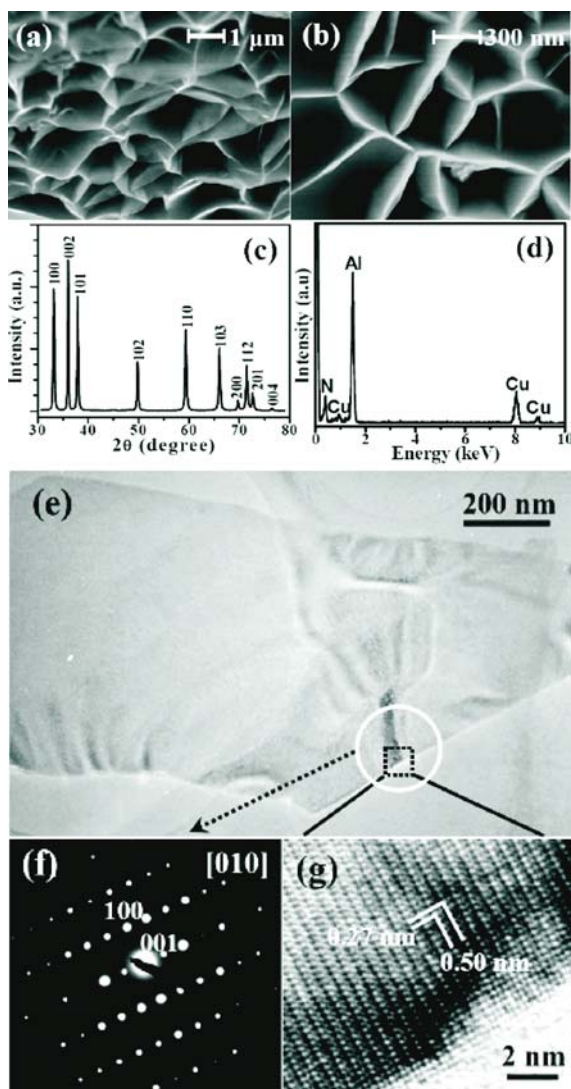 (a)
1 μm
(b)
300 nm
(c)
Intensity (a.u.)
100
002
101
102
110
103
200
112
201
004
30 40 50 60 70 80
2θ (degree)
(d)
Intensity (a.u)
N
Cu
Al
Cu
Cu
0 2 4 6 8 10
Energy (keV)
(e)
200 nm
(f)
[010]
100
001
(g)
0.27 nm
0.50 nm
2 nm